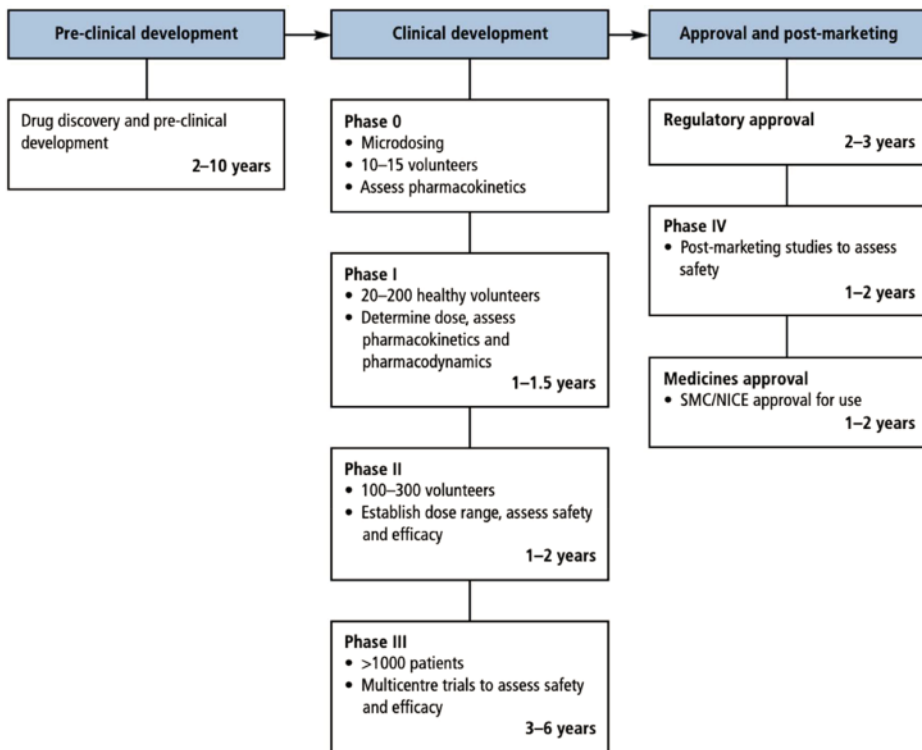 Pre-clinical development
Drug discovery and pre-clinical
development
2–10 years
Clinical development
Phase 0
• Microdosing
• 10–15 volunteers
• Assess pharmacokinetics
Phase I
• 20–200 healthy volunteers
• Determine dose, assess
pharmacokinetics and
pharmacodynamics
1–1.5 years
Phase II
• 100–300 volunteers
• Establish dose range, assess safety
and efficacy
1–2 years
Phase III
• >1000 patients
• Multicentre trials to assess safety
and efficacy
3–6 years
Approval and post-marketing
Regulatory approval
2–3 years
Phase IV
• Post-marketing studies to assess
safety
1–2 years
Medicines approval
• SMC/NICE approval for use
1–2 years